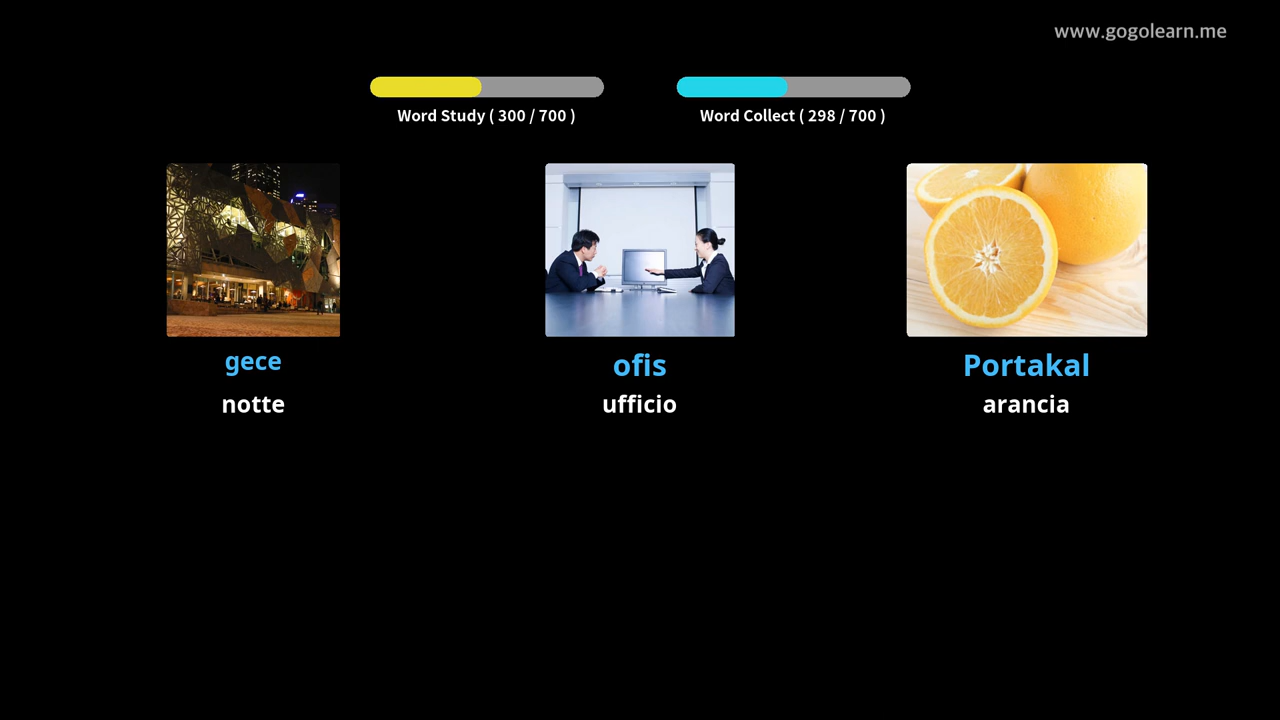 www.gogolearn.me
Word Study ( 300 / 700 )
Word Collect ( 298 / 700 )
gece
notte
ofis
ufficio
Portakal
arancia